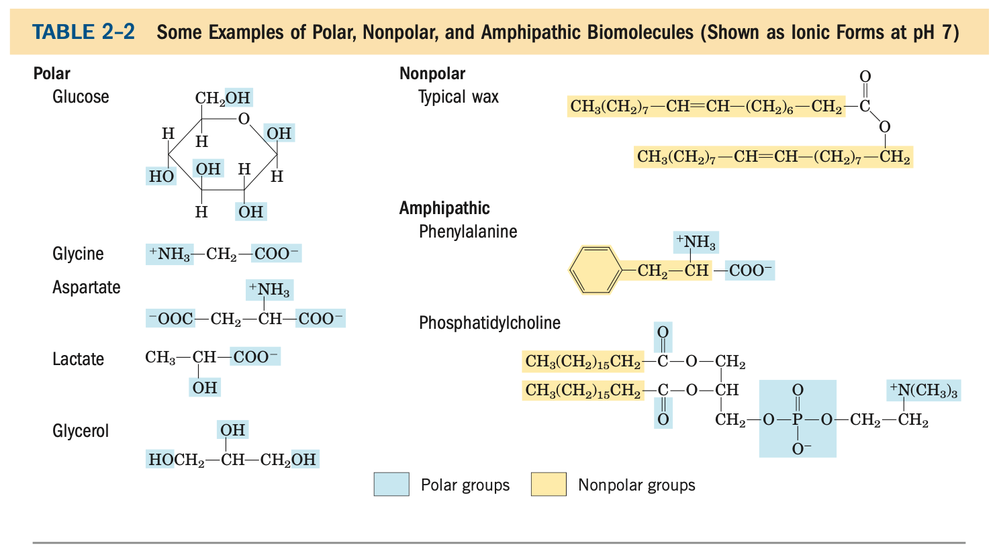 TABLE 2–2 Some Examples of Polar, Nonpolar, and Amphipathic Biomolecules (Shown as Ionic Forms at pH 7)
Polar
Glucose
CH₂OH
O
H
H
OH
OH
H
HO
H
H
OH
Glycine
⁺NH₃—CH₂—COO⁻
Aspartate
⁺NH₃
⁻OOC—CH₂—CH—COO⁻
Lactate
CH₃—CH—COO⁻
OH
Glycerol
OH
HOCH₂—CH—CH₂OH
Nonpolar
Typical wax
O
CH₃(CH₂)₇—CH=CH—(CH₂)₆—CH₂—C
O
CH₃(CH₂)₇—CH=CH—(CH₂)₇—CH₂
Amphipathic
Phenylalanine
⁺NH₃
CH₂—CH—COO⁻
Phosphatidylcholine
O
CH₃(CH₂)₁₅CH₂—C—O—CH₂
CH₃(CH₂)₁₅CH₂—C—O—CH
O
O
⁺N(CH₃)₃
CH₂—O—P—O—CH₂—CH₂
O⁻
Polar groups
Nonpolar groups